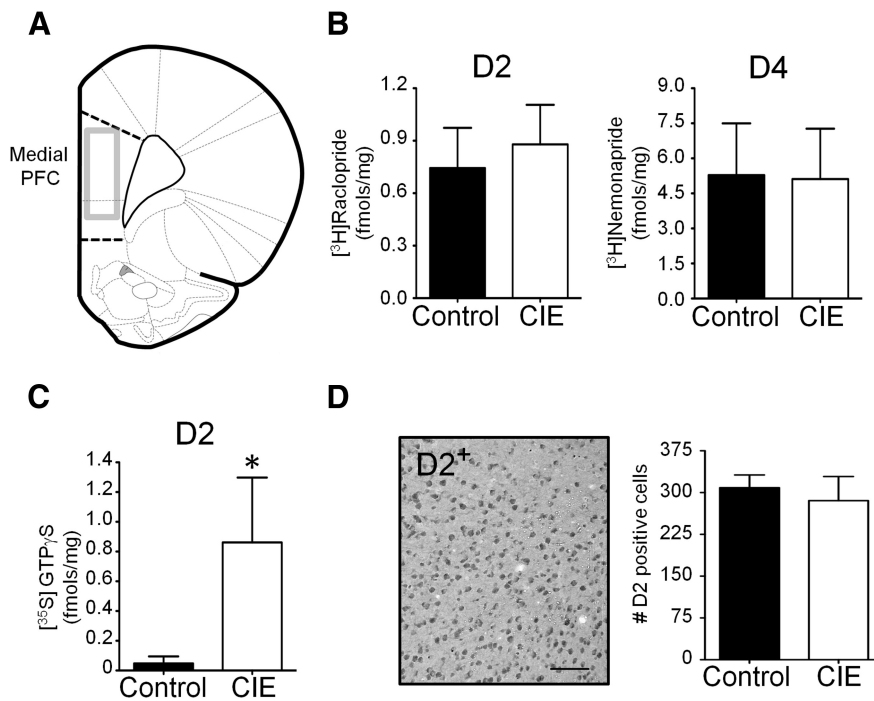 A
Medial
PFC
B
D2
[³H]Raclopride
(fmols/mg)
1.2
0.9
0.6
0.3
0.0
Control CIE
D4
[³H]Nemonapride
(fmols/mg)
9.0
7.5
6.0
4.5
3.0
1.5
0.0
Control CIE
C
D2
[³⁵S] GTPγS
(fmols/mg)
1.4
1.2
1.0
0.8
0.6
0.4
0.2
0
*
Control CIE
D
D2⁺
# D2 positive cells
375
300
225
150
75
0
Control CIE